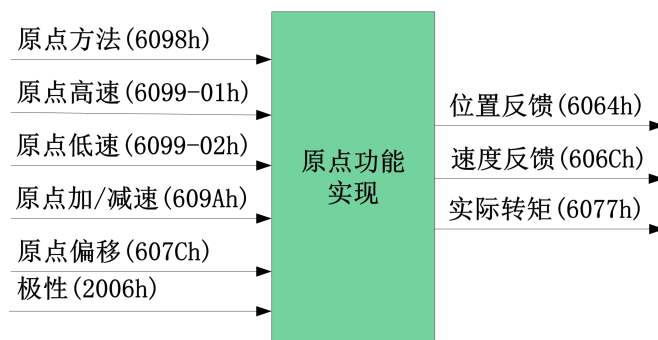 原点方法(6098h)
原点高速(6099-01h)
原点低速(6099-02h)
原点加/减速(609Ah)
原点偏移(607Ch)
极性(2006h)
原点功能
实现
位置反馈(6064h)
速度反馈(606Ch)
实际转矩(6077h)